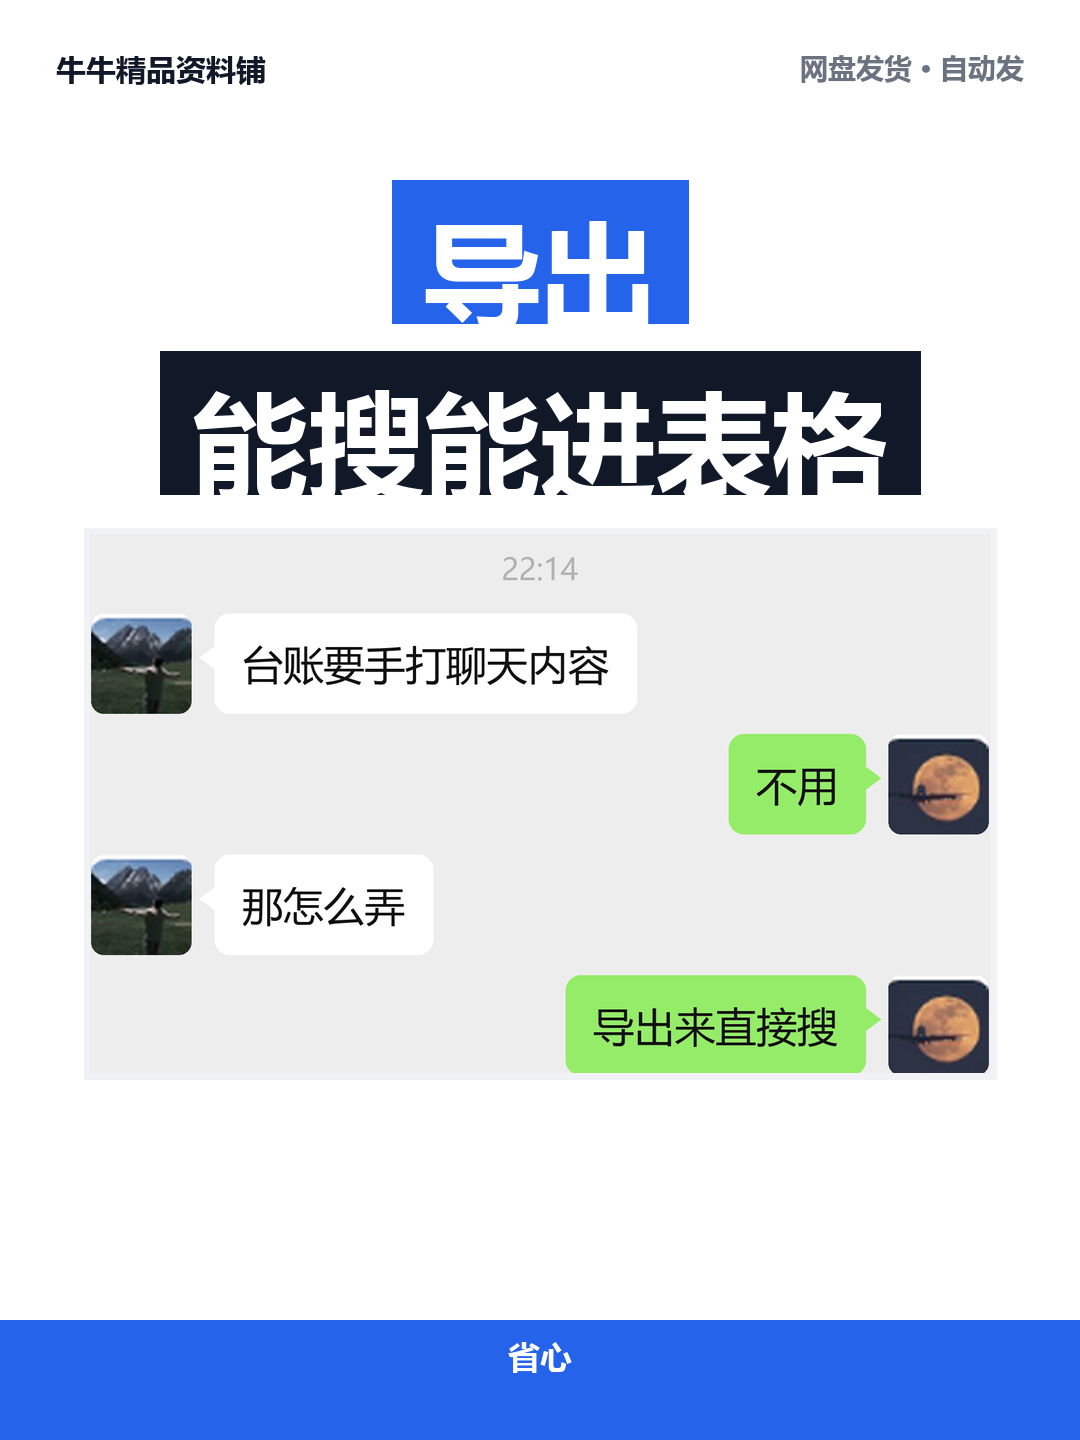 牛牛精品资料铺
网盘发货·自动发
导出
能搜能进表格
22:14
台账要手打聊天内容
不用
那怎么弄
导出来直接搜
省心